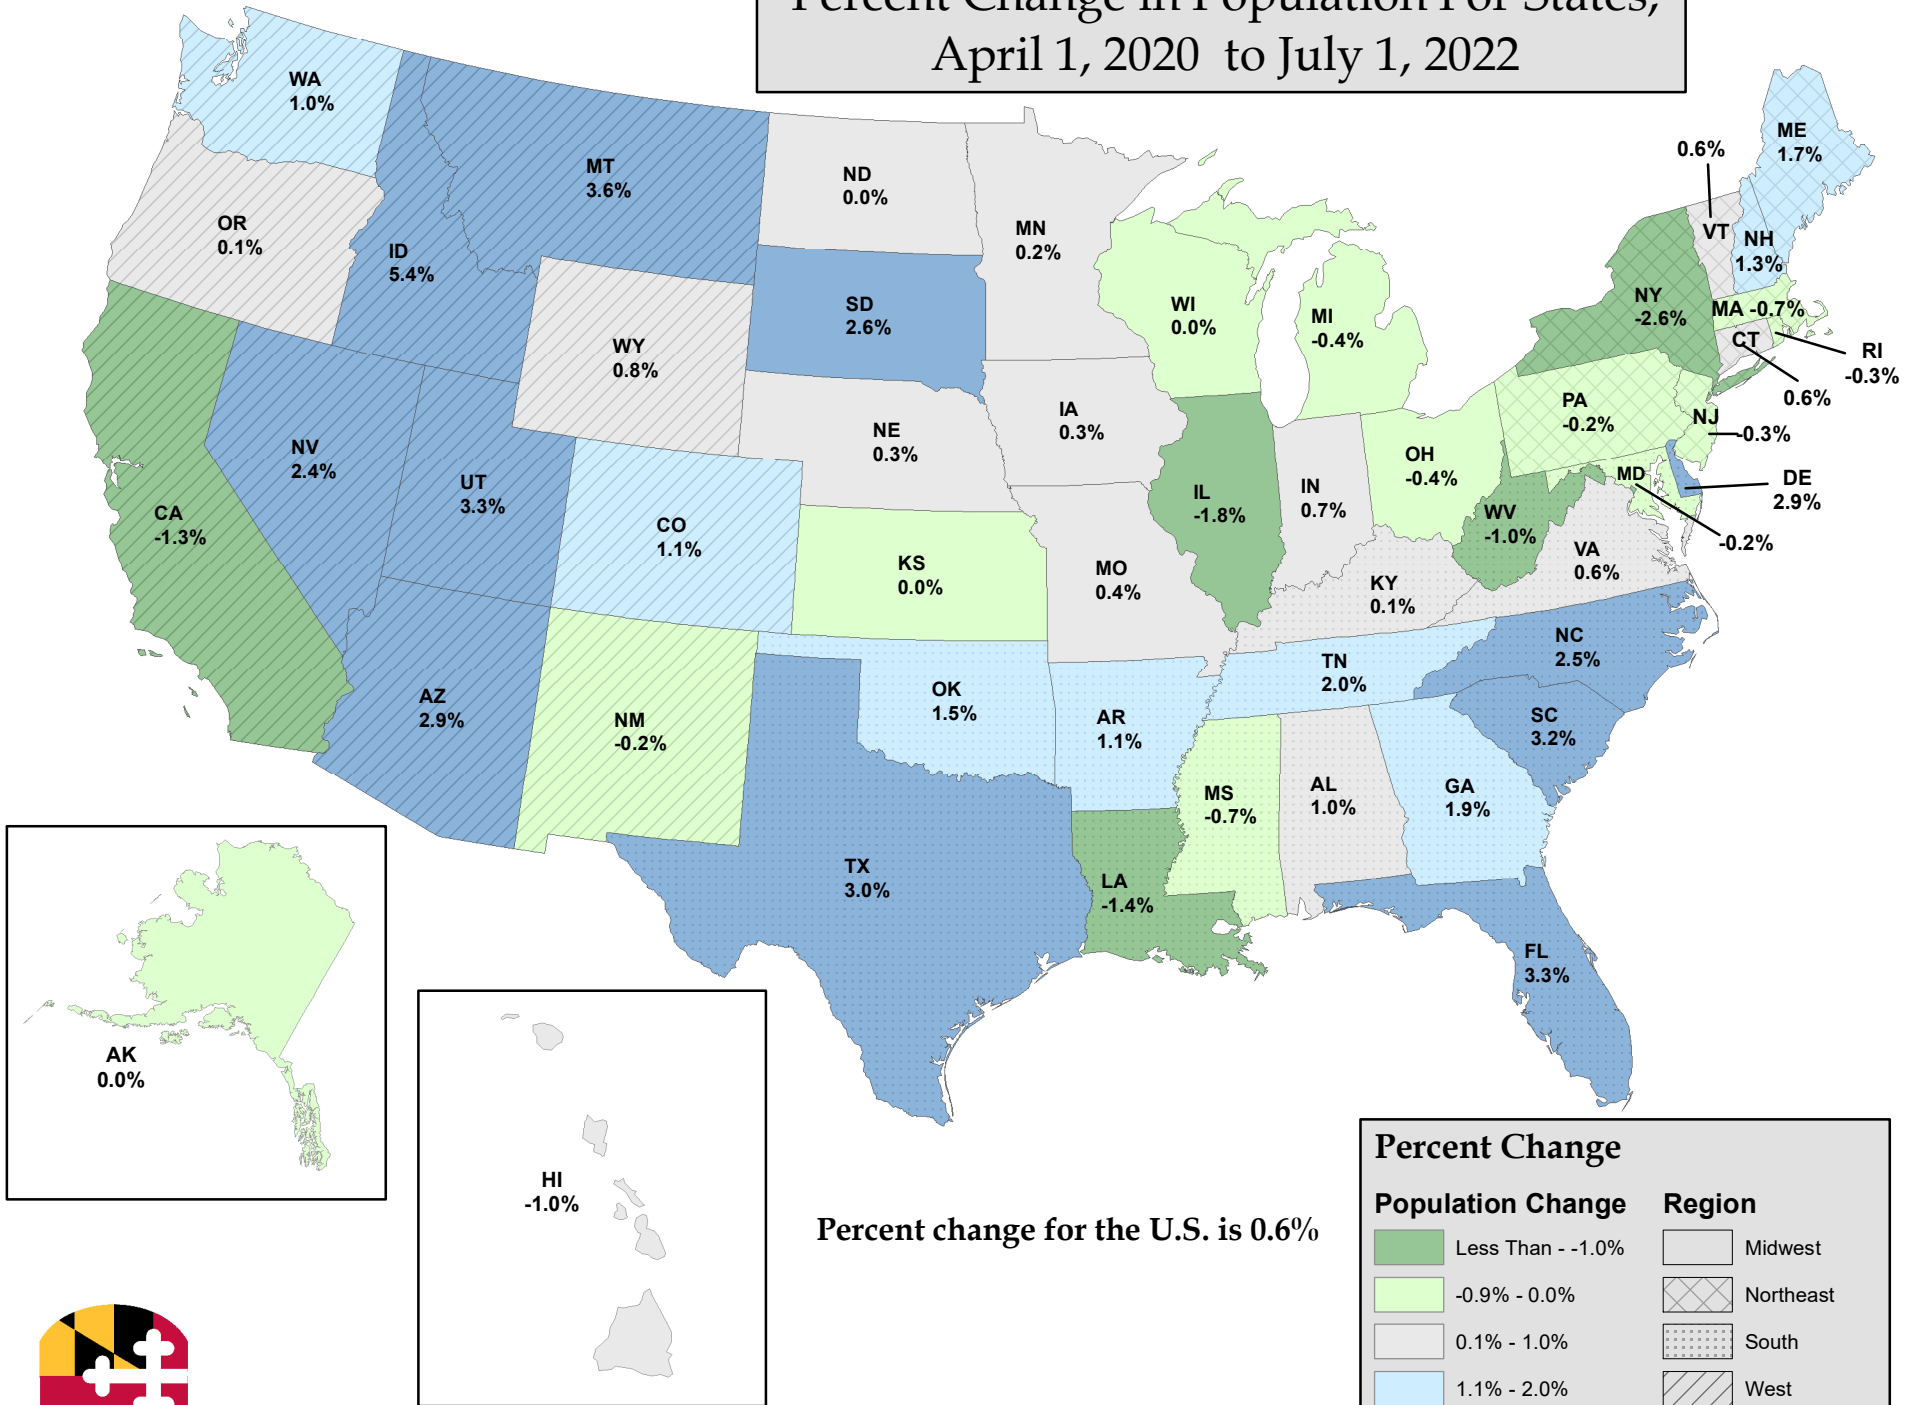 Percent Change in Population For States,
April 1, 2020 to July 1, 2022
WA
1.0%
MT
3.6%
ND
0.0%
MN
0.2%
0.6%
VT
ME
1.7%
NH
1.3%
OR
0.1%
ID
5.4%
SD
2.6%
WI
0.0%
MI
-0.4%
NY
-2.6%
MA -0.7%
CT
0.6%
RI
-0.3%
WY
0.8%
NE
0.3%
IA
0.3%
PA
-0.2%
NJ
-0.3%
NV
2.4%
UT
3.3%
CO
1.1%
CA
-1.3%
KS
0.0%
MO
0.4%
IL
-1.8%
IN
0.7%
OH
-0.4%
WV
-1.0%
MD
-0.2%
DE
2.9%
VA
0.6%
KY
0.1%
NC
2.5%
TN
2.0%
SC
3.2%
AZ
2.9%
NM
-0.2%
OK
1.5%
AR
1.1%
MS
-0.7%
AL
1.0%
GA
1.9%
TX
3.0%
LA
-1.4%
FL
3.3%
AK
0.0%
HI
-1.0%
Percent change for the U.S. is 0.6%
Percent Change
Population Change Region
Less Than - -1.0% Midwest
-0.9% - 0.0% Northeast
0.1% - 1.0% South
1.1% - 2.0% West